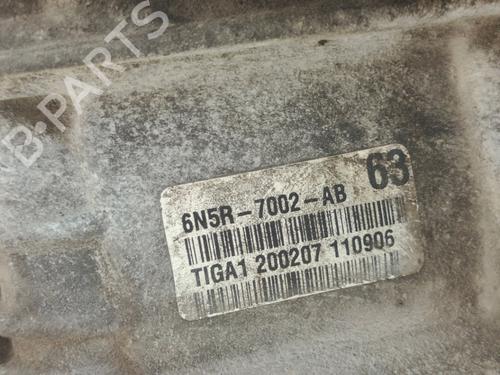 B-PARTS
63
6N5R-7002-AB
TIGA1 200207 110906